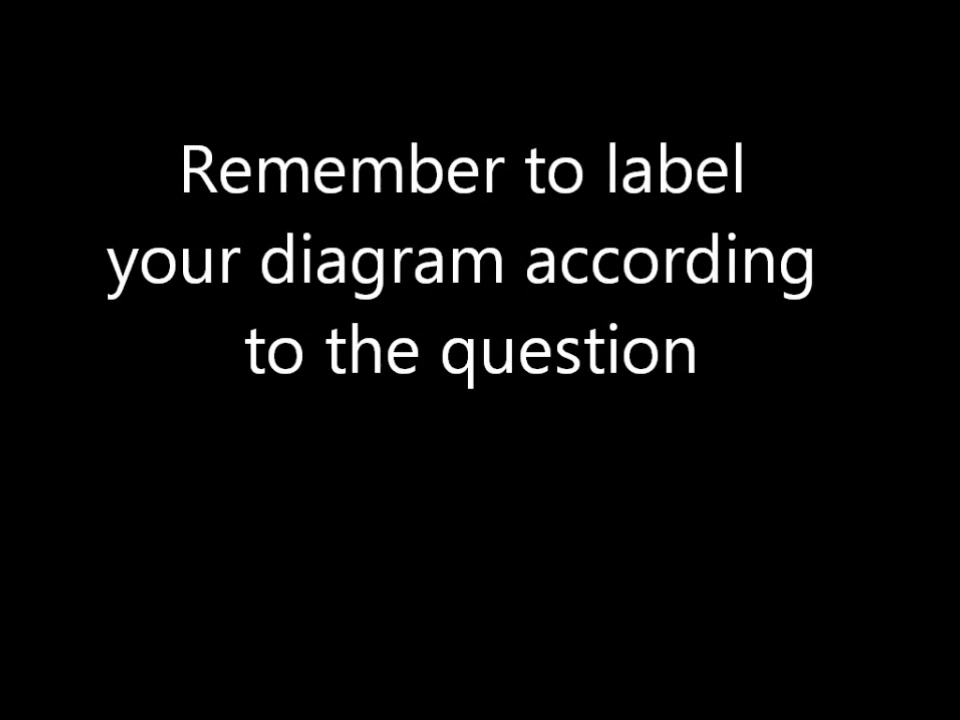 Remember to label
your diagram according
to the question